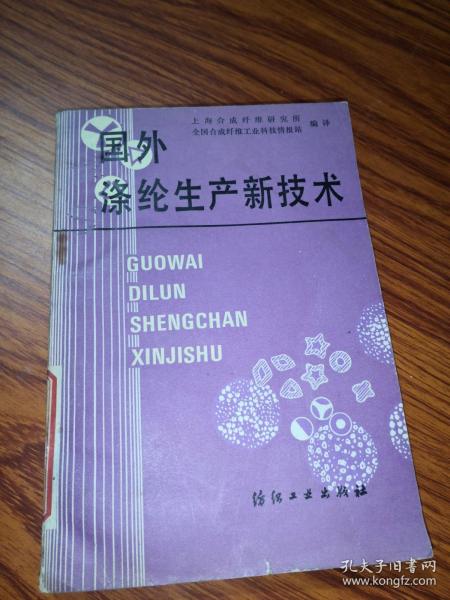 上海合成纤维研究所
全国合成纤维工业科技情报站
编译
国外
涤纶生产新技术
GUOWAI
DILUN
SHENGCHAN
XINJISHU
纺织工业出版社
孔夫子旧书网
www.kongfz.com